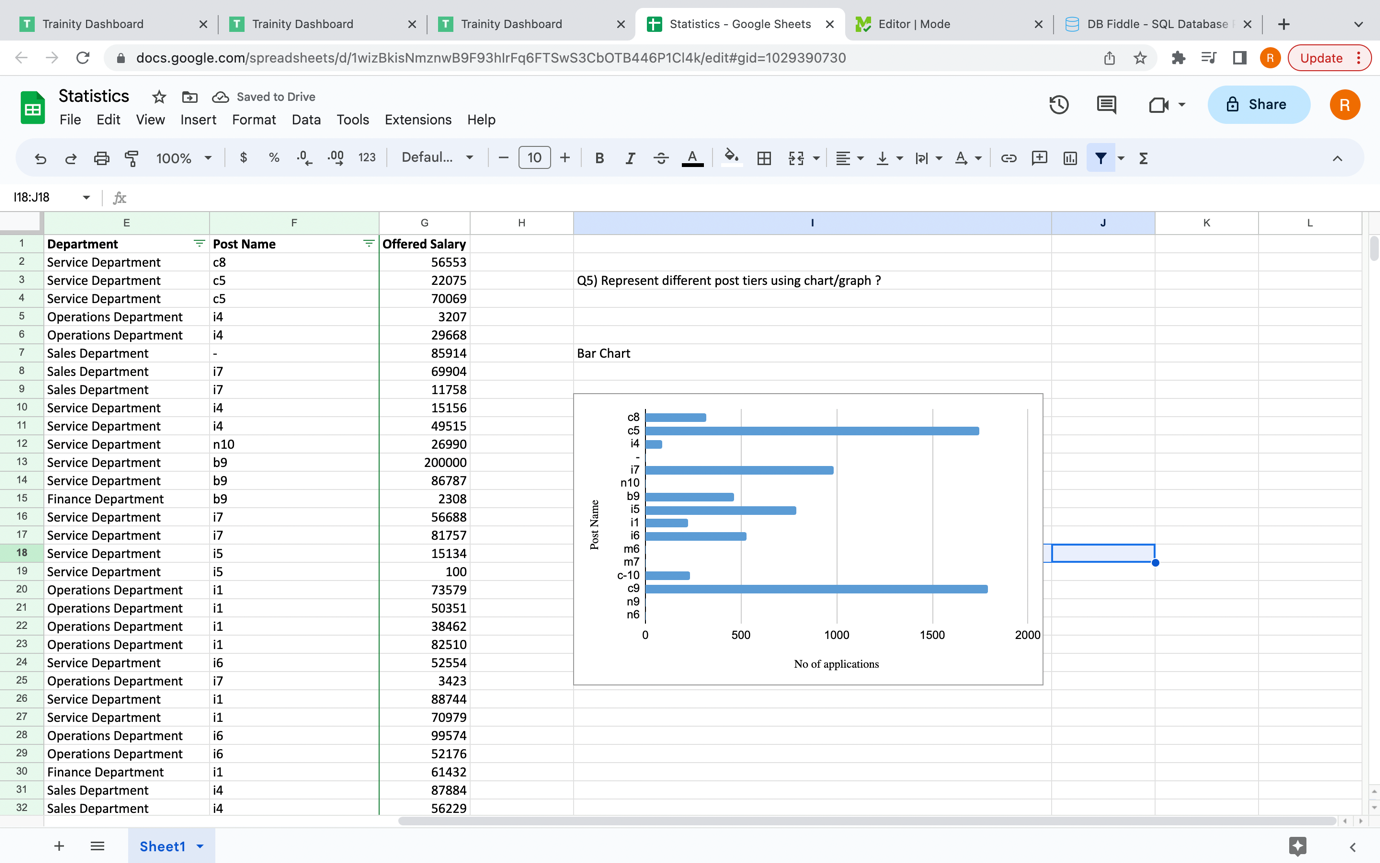 Trainity Dashboard Trainity Dashboard Trainity Dashboard Statistics - Google Sheets Editor | Mode DB Fiddle - SQL Database
docs.google.com/spreadsheets/d/1wizBkisNmznwB9F93hIrFq6FTSwS3CbOTB446P1Cl4k/edit#gid=1029390730 R Update
Statistics Saved to Drive
File Edit View Insert Format Data Tools Extensions Help
Share R
100% $ % .0 .00 123 Defaul... − 10 + B I A
I18:J18 fx
E F G H I J K L
1 Department Post Name Offered Salary
2 Service Department c8 56553
3 Service Department c5 22075 Q5) Represent different post tiers using chart/graph ?
4 Service Department c5 70069
5 Operations Department i4 3207
6 Operations Department i4 29668
7 Sales Department - 85914 Bar Chart
8 Sales Department i7 69904
9 Sales Department i7 11758
10 Service Department i4 15156
11 Service Department i4 49515
12 Service Department n10 26990
13 Service Department b9 200000
14 Service Department b9 86787
15 Finance Department b9 2308
16 Service Department i7 56688
17 Service Department i7 81757
18 Service Department i5 15134
19 Service Department i5 100
20 Operations Department i1 73579
21 Operations Department i1 50351
22 Operations Department i1 38462
23 Operations Department i1 82510
24 Service Department i6 52554
25 Operations Department i7 3423
26 Service Department i1 88744
27 Service Department i1 70979
28 Operations Department i6 99574
29 Operations Department i6 52176
30 Finance Department i1 61432
31 Sales Department i4 87884
32 Sales Department i4 56229
Post Name
c8
c5
i4
-
i7
n10
b9
i5
i1
i6
m6
m7
c-10
c9
n9
n6
0 500 1000 1500 2000
No of applications
Sheet1